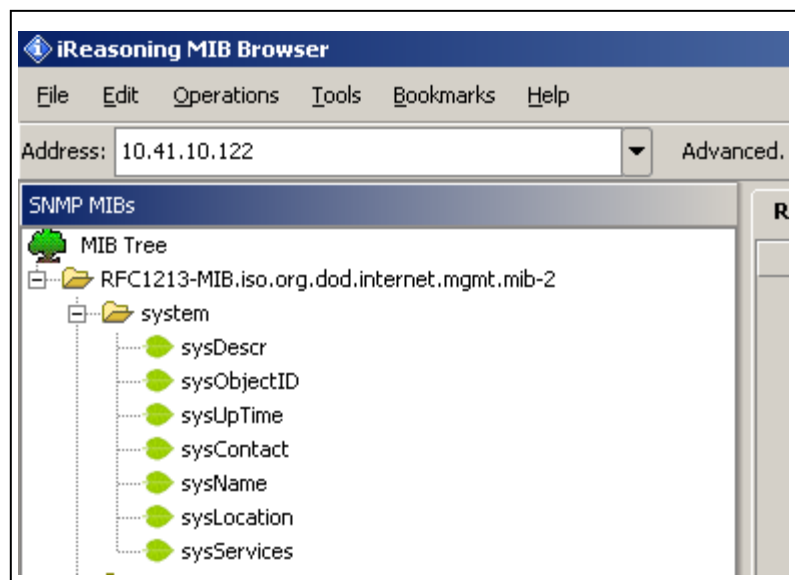 iReasoning MIB Browser
File Edit Operations Tools Bookmarks Help
Address: 10.41.10.122 Advanced.
SNMP MIBs R
MIB Tree
RFC1213-MIB.iso.org.dod.internet.mgmt.mib-2
system
sysDescr
sysObjectID
sysUpTime
sysContact
sysName
sysLocation
sysServices